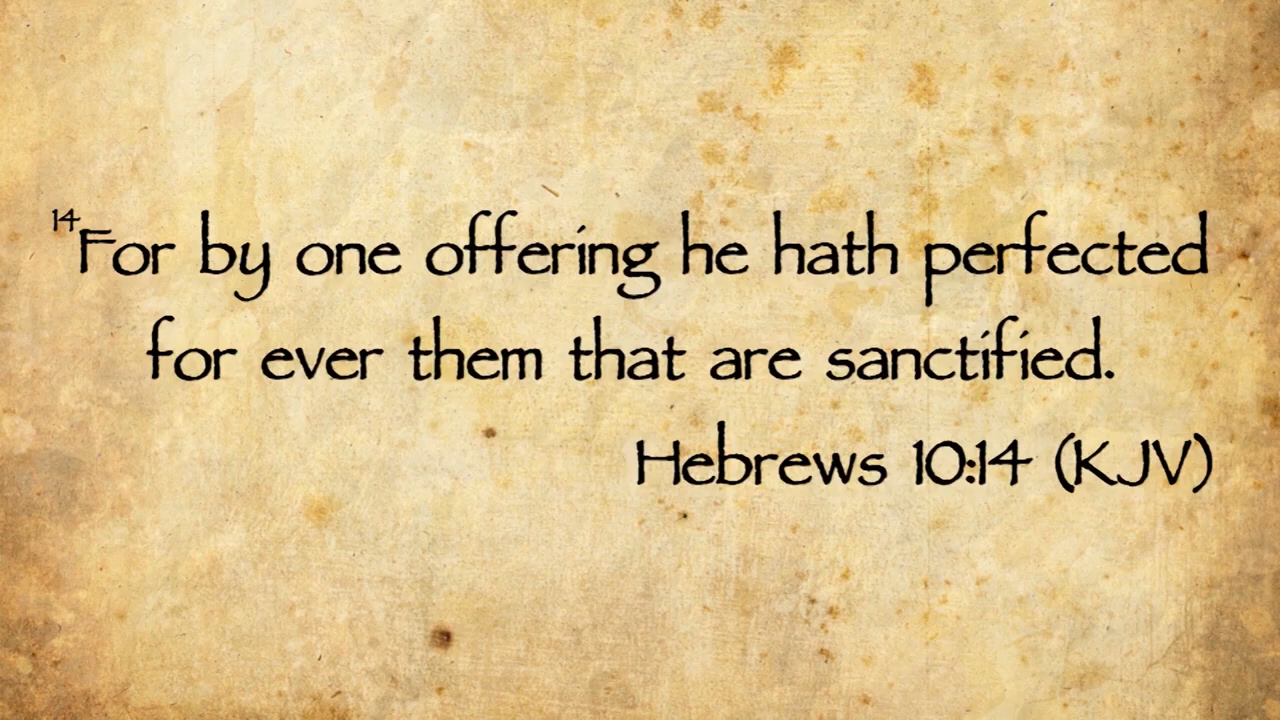 14For by one offering he hath perfected
for ever them that are sanctified.
Hebrews 10:14 (KJV)